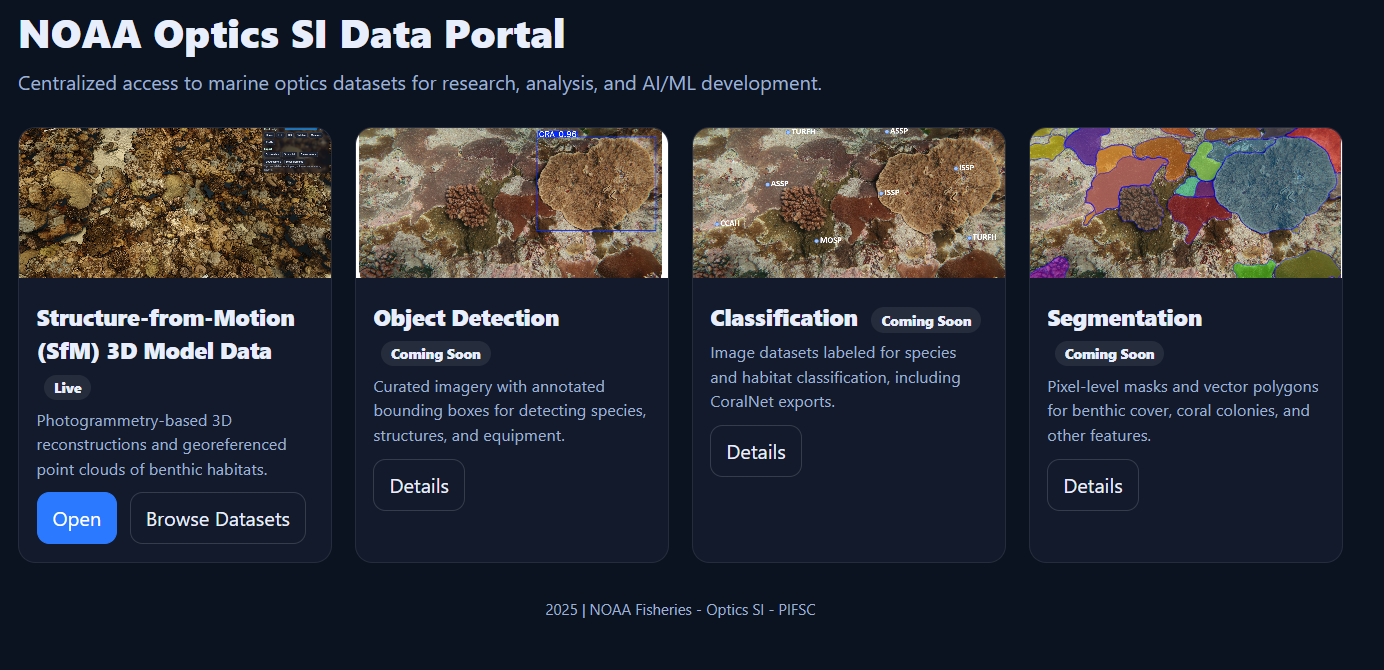 NOAA Optics SI Data Portal
Centralized access to marine optics datasets for research, analysis, and AI/ML development.
CRA 0.96
TURFH
ASSP
ASSP
ISSP
ISSP
CCAH
MOSP
TURFH
Structure-from-Motion
(SfM) 3D Model Data
Live
Photogrammetry-based 3D
reconstructions and georeferenced
point clouds of benthic habitats.
Open
Browse Datasets
Object Detection
Coming Soon
Curated imagery with annotated
bounding boxes for detecting species,
structures, and equipment.
Details
Classification Coming Soon
Image datasets labeled for species
and habitat classification, including
CoralNet exports.
Details
Segmentation
Coming Soon
Pixel-level masks and vector polygons
for benthic cover, coral colonies, and
other features.
Details
2025 | NOAA Fisheries - Optics SI - PIFSC